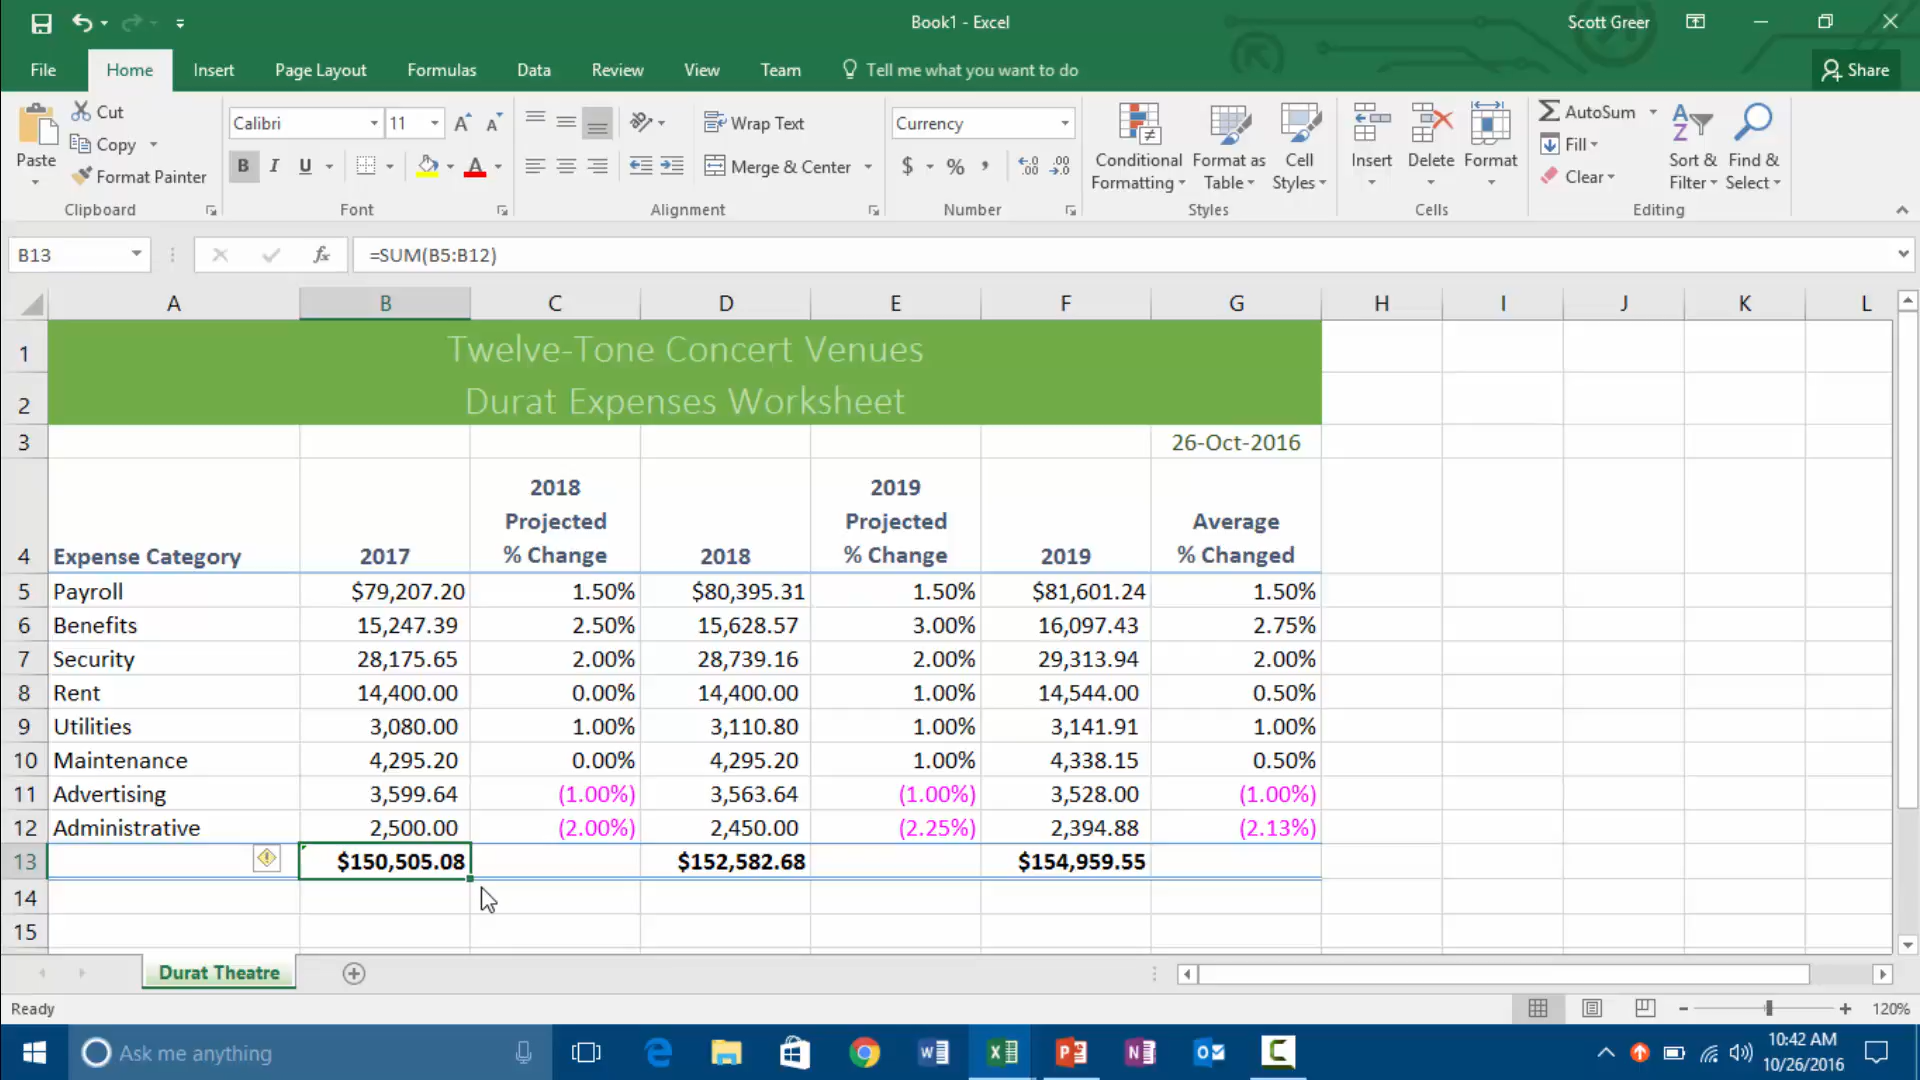 Book1 - Excel
Scott Greer
File Home Insert Page Layout Formulas Data Review View Team Tell me what you want to do Share
Paste
Cut
Copy
Format Painter
Clipboard
Calibri 11
B I U A
Font
Wrap Text
Merge & Center
Alignment
Currency
$ % ,
Number
Conditional Formatting
Format as Table
Cell Styles
Styles
Insert Delete Format
Cells
AutoSum
Fill
Clear
Sort & Filter
Find & Select
Editing
B13 fx =SUM(B5:B12)
A B C D E F G H I J K L
1 Twelve-Tone Concert Venues
2 Durat Expenses Worksheet
3 26-Oct-2016
4 Expense Category 2017 2018 Projected % Change 2018 2019 Projected % Change 2019 Average % Changed
5 Payroll $79,207.20 1.50% $80,395.31 1.50% $81,601.24 1.50%
6 Benefits 15,247.39 2.50% 15,628.57 3.00% 16,097.43 2.75%
7 Security 28,175.65 2.00% 28,739.16 2.00% 29,313.94 2.00%
8 Rent 14,400.00 0.00% 14,400.00 1.00% 14,544.00 0.50%
9 Utilities 3,080.00 1.00% 3,110.80 1.00% 3,141.91 1.00%
10 Maintenance 4,295.20 0.00% 4,295.20 1.00% 4,338.15 0.50%
11 Advertising 3,599.64 (1.00%) 3,563.64 (1.00%) 3,528.00 (1.00%)
12 Administrative 2,500.00 (2.00%) 2,450.00 (2.25%) 2,394.88 (2.13%)
13 $150,505.08 $152,582.68 $154,959.55
14
15
Durat Theatre
Ready 120%
Ask me anything
10:42 AM
10/26/2016